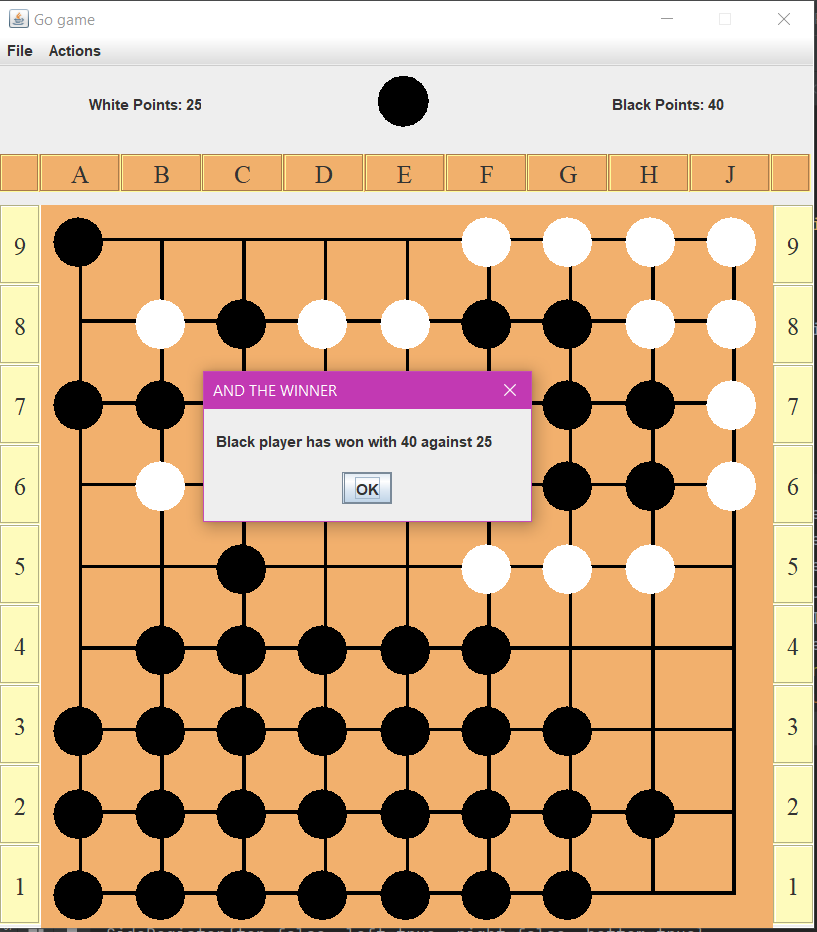 Go game
File Actions
White Points: 25 Black Points: 40
A B C D E F G H J
9 9
8 8
7 7
AND THE WINNER
Black player has won with 40 against 25
6 OK 6
5 5
4 4
3 3
2 2
1 1